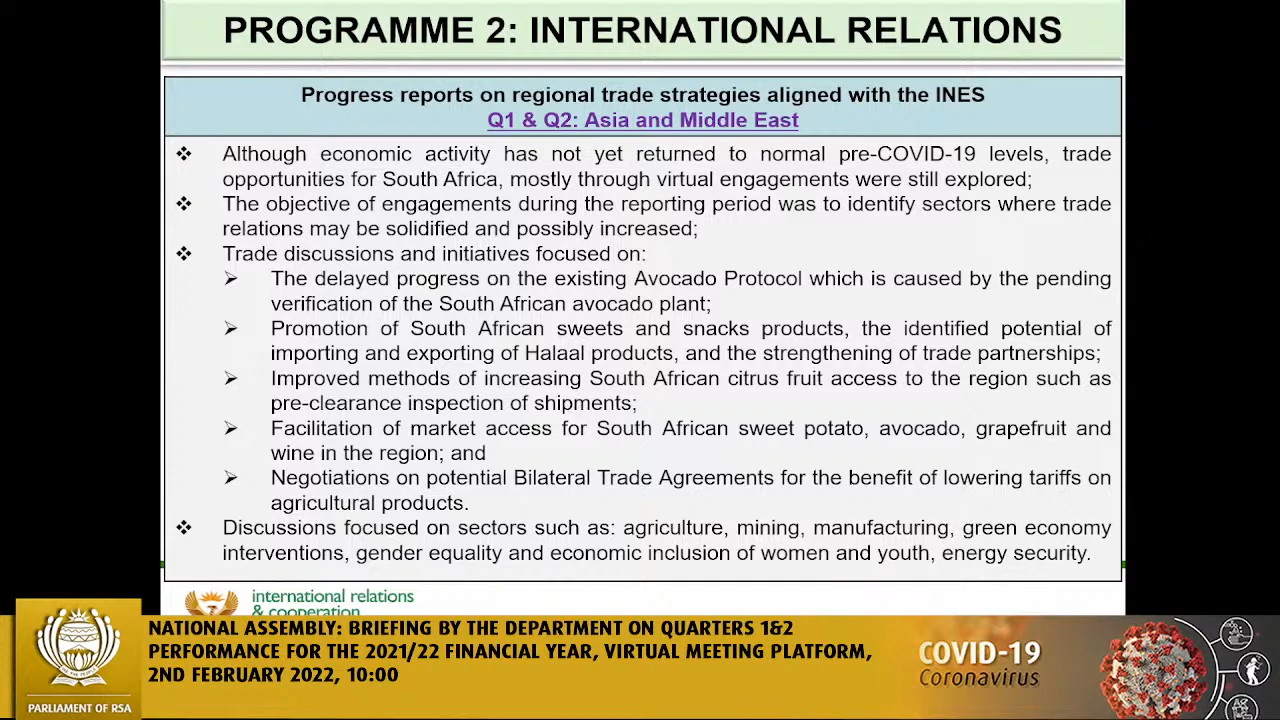 PROGRAMME 2: INTERNATIONAL RELATIONS
Progress reports on regional trade strategies aligned with the INES
Q1 & Q2: Asia and Middle East
❖ Although economic activity has not yet returned to normal pre-COVID-19 levels, trade
opportunities for South Africa, mostly through virtual engagements were still explored;
❖ The objective of engagements during the reporting period was to identify sectors where trade
relations may be solidified and possibly increased;
❖ Trade discussions and initiatives focused on:
➢ The delayed progress on the existing Avocado Protocol which is caused by the pending
verification of the South African avocado plant;
➢ Promotion of South African sweets and snacks products, the identified potential of
importing and exporting of Halaal products, and the strengthening of trade partnerships;
➢ Improved methods of increasing South African citrus fruit access to the region such as
pre-clearance inspection of shipments;
➢ Facilitation of market access for South African sweet potato, avocado, grapefruit and
wine in the region; and
➢ Negotiations on potential Bilateral Trade Agreements for the benefit of lowering tariffs on
agricultural products.
❖ Discussions focused on sectors such as: agriculture, mining, manufacturing, green economy
interventions, gender equality and economic inclusion of women and youth, energy security.
international relations
& cooperation
NATIONAL ASSEMBLY: BRIEFING BY THE DEPARTMENT ON QUARTERS 1&2
PERFORMANCE FOR THE 2021/22 FINANCIAL YEAR, VIRTUAL MEETING PLATFORM,
2ND FEBRUARY 2022, 10:00
PARLIAMENT OF RSA
COVID-19
Coronavirus